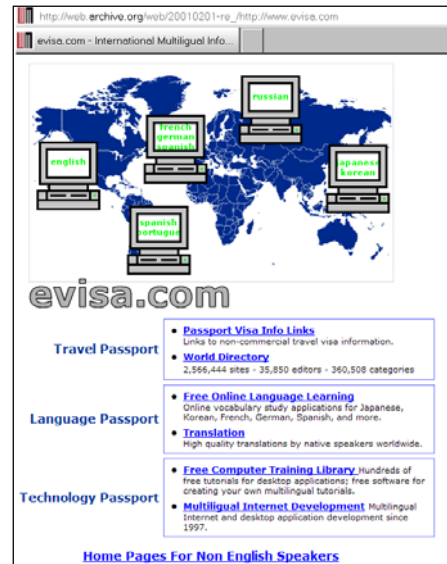 http://web.archive.org/web/20010201-re_/http://www.evisa.com
evisa.com - International Multiligual Info...
russian
french
german
spanish
english
japanese
korean
spanish
portugue
evisa.com
Travel Passport
Passport Visa Info Links
Links to non-commercial travel visa information.
World Directory
2,566,444 sites - 35,850 editors - 360,508 categories
Language Passport
Free Online Language Learning
Online vocabulary study applications for Japanese,
Korean, French, German, Spanish, and more.
Translation
High quality translations by native speakers worldwide.
Technology Passport
Free Computer Training Library Hundreds of
free tutorials for desktop applications; free software for
creating your own multilingual tutorials.
Multiligual Internet Development Multilingual
Internet and desktop application development since
1997.
Home Pages For Non English Speakers